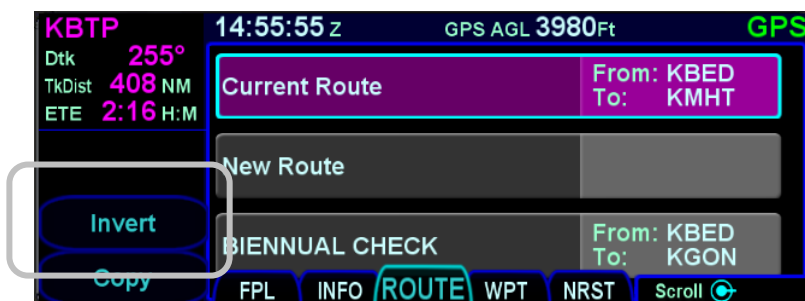 KBTP
14:55:55 Z
GPS AGL 3980Ft
GPS
Dtk 255°
TkDist 408 NM
ETE 2:16 H:M
Current Route
From: KBED
To: KMHT
New Route
Invert
BIENNUAL CHECK
From: KBED
To: KGON
Copy
FPL INFO ROUTE WPT NRST Scroll